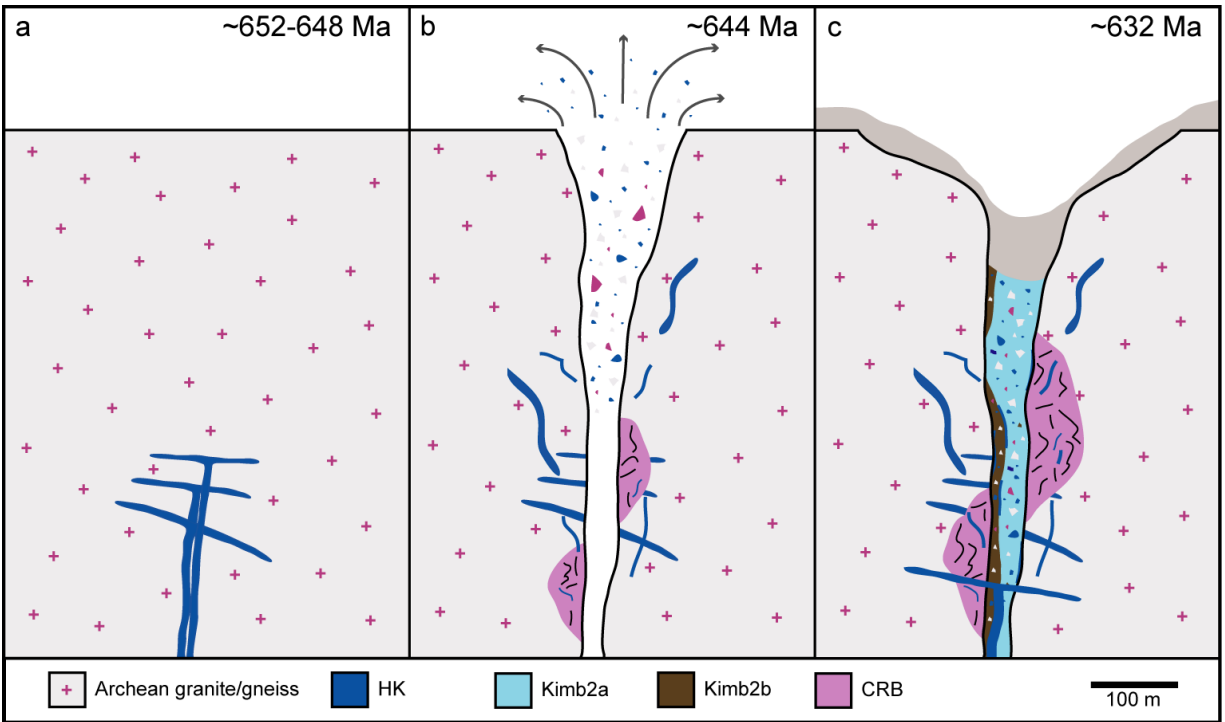 a ~652-648 Ma
b ~644 Ma
c ~632 Ma
Archean granite/gneiss HK Kimb2a Kimb2b CRB
100 m